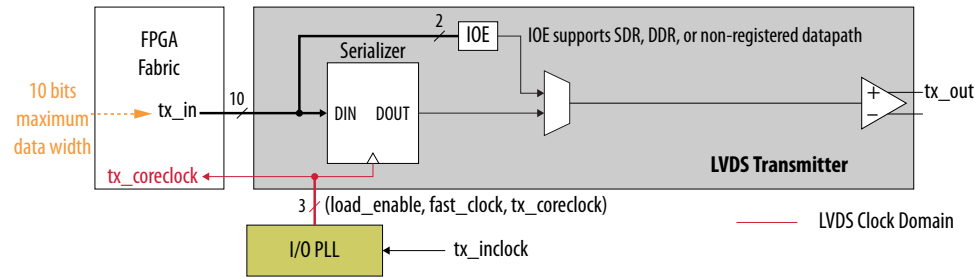 FPGA
Fabric
10 bits
maximum
data width
tx_in
10
tx_coreclock
2
IOE
IOE supports SDR, DDR, or non-registered datapath
Serializer
DIN
DOUT
+
−
tx_out
LVDS Transmitter
3
(load_enable, fast_clock, tx_coreclock)
I/O PLL
tx_inclock
LVDS Clock Domain